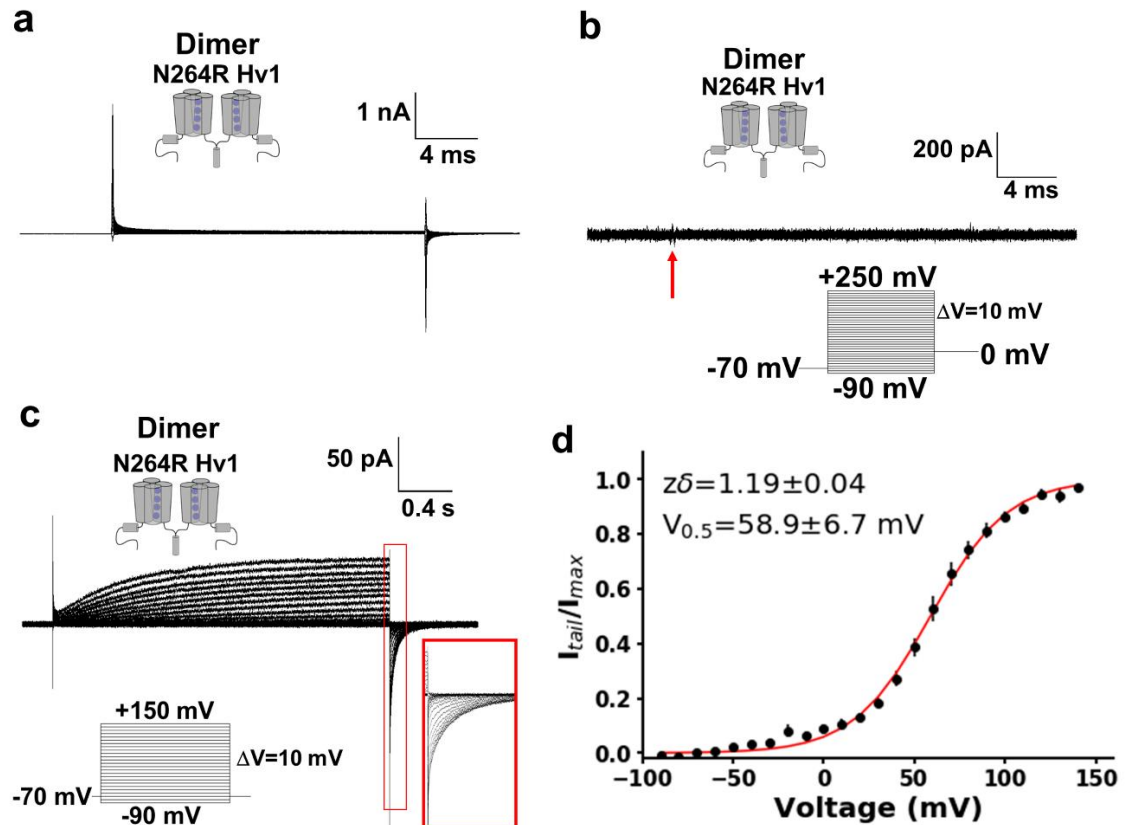 a
Dimer
N264R Hv1
1 nA
4 ms
b
Dimer
N264R Hv1
200 pA
4 ms
+250 mV
ΔV=10 mV
-70 mV
0 mV
-90 mV
c
Dimer
N264R Hv1
50 pA
0.4 s
+150 mV
ΔV=10 mV
-70 mV
-90 mV
d
zδ=1.19±0.04
V0.5=58.9±6.7 mV
Itail/Imax
1.0
0.8
0.6
0.4
0.2
0.0
−100 −50 0 50 100 150
Voltage (mV)